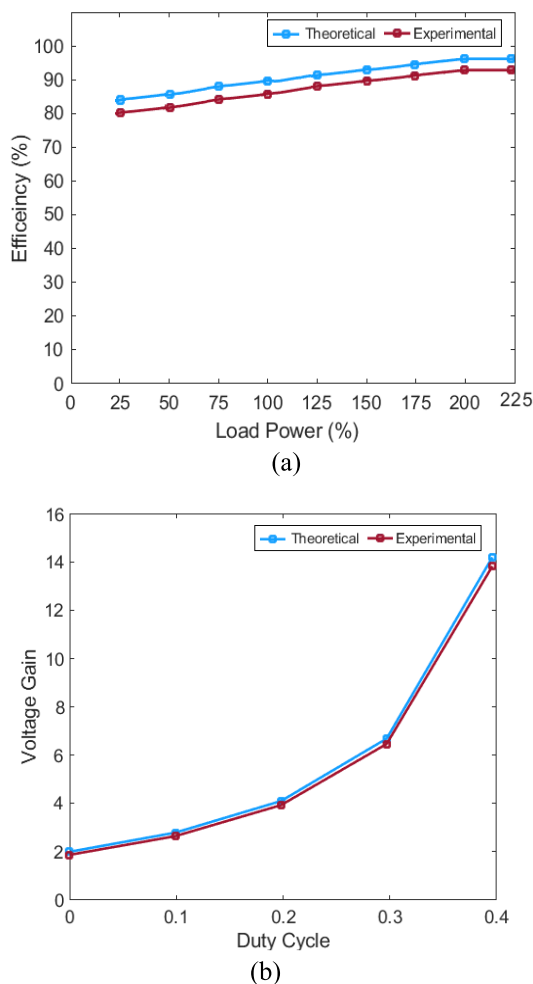 Theoretical Experimental
100
90
80
70
60
50
40
30
20
10
0
Efficeincy (%)
0 25 50 75 100 125 150 175 200 225
Load Power (%)
(a)
Theoretical Experimental
16
14
12
10
8
6
4
2
0
Voltage Gain
0 0.1 0.2 0.3 0.4
Duty Cycle
(b)